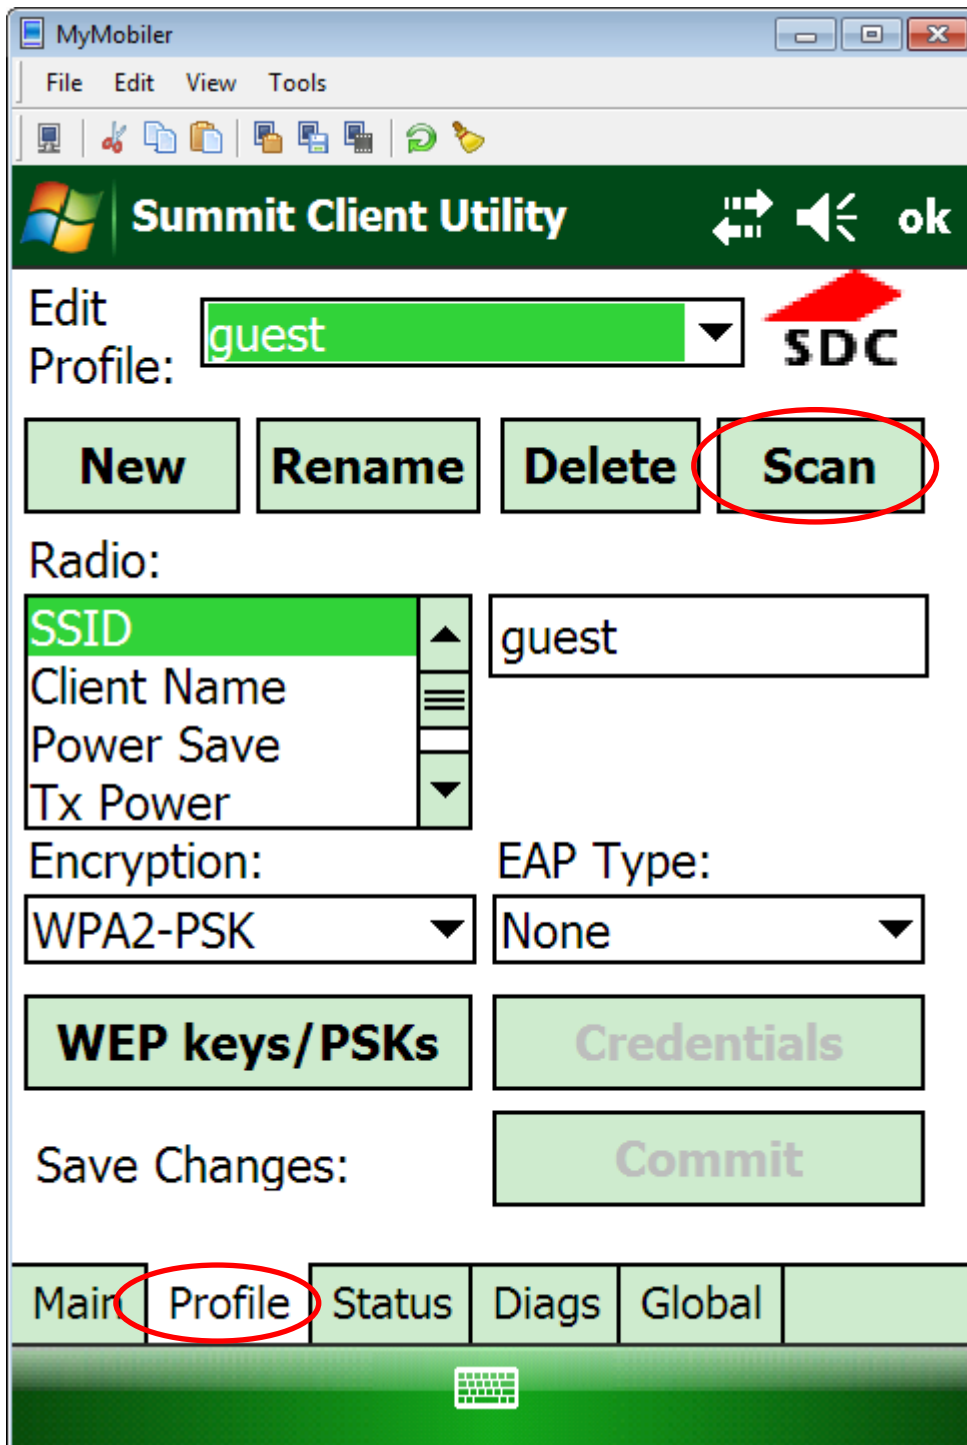 MyMobiler
File Edit View Tools
Summit Client Utility ok
Edit
Profile:
guest
SDC
New Rename Delete Scan
Radio:
SSID
guest
Client Name
Power Save
Tx Power
Encryption: EAP Type:
WPA2-PSK None
WEP keys/PSKs Credentials
Save Changes: Commit
Main Profile Status Diags Global